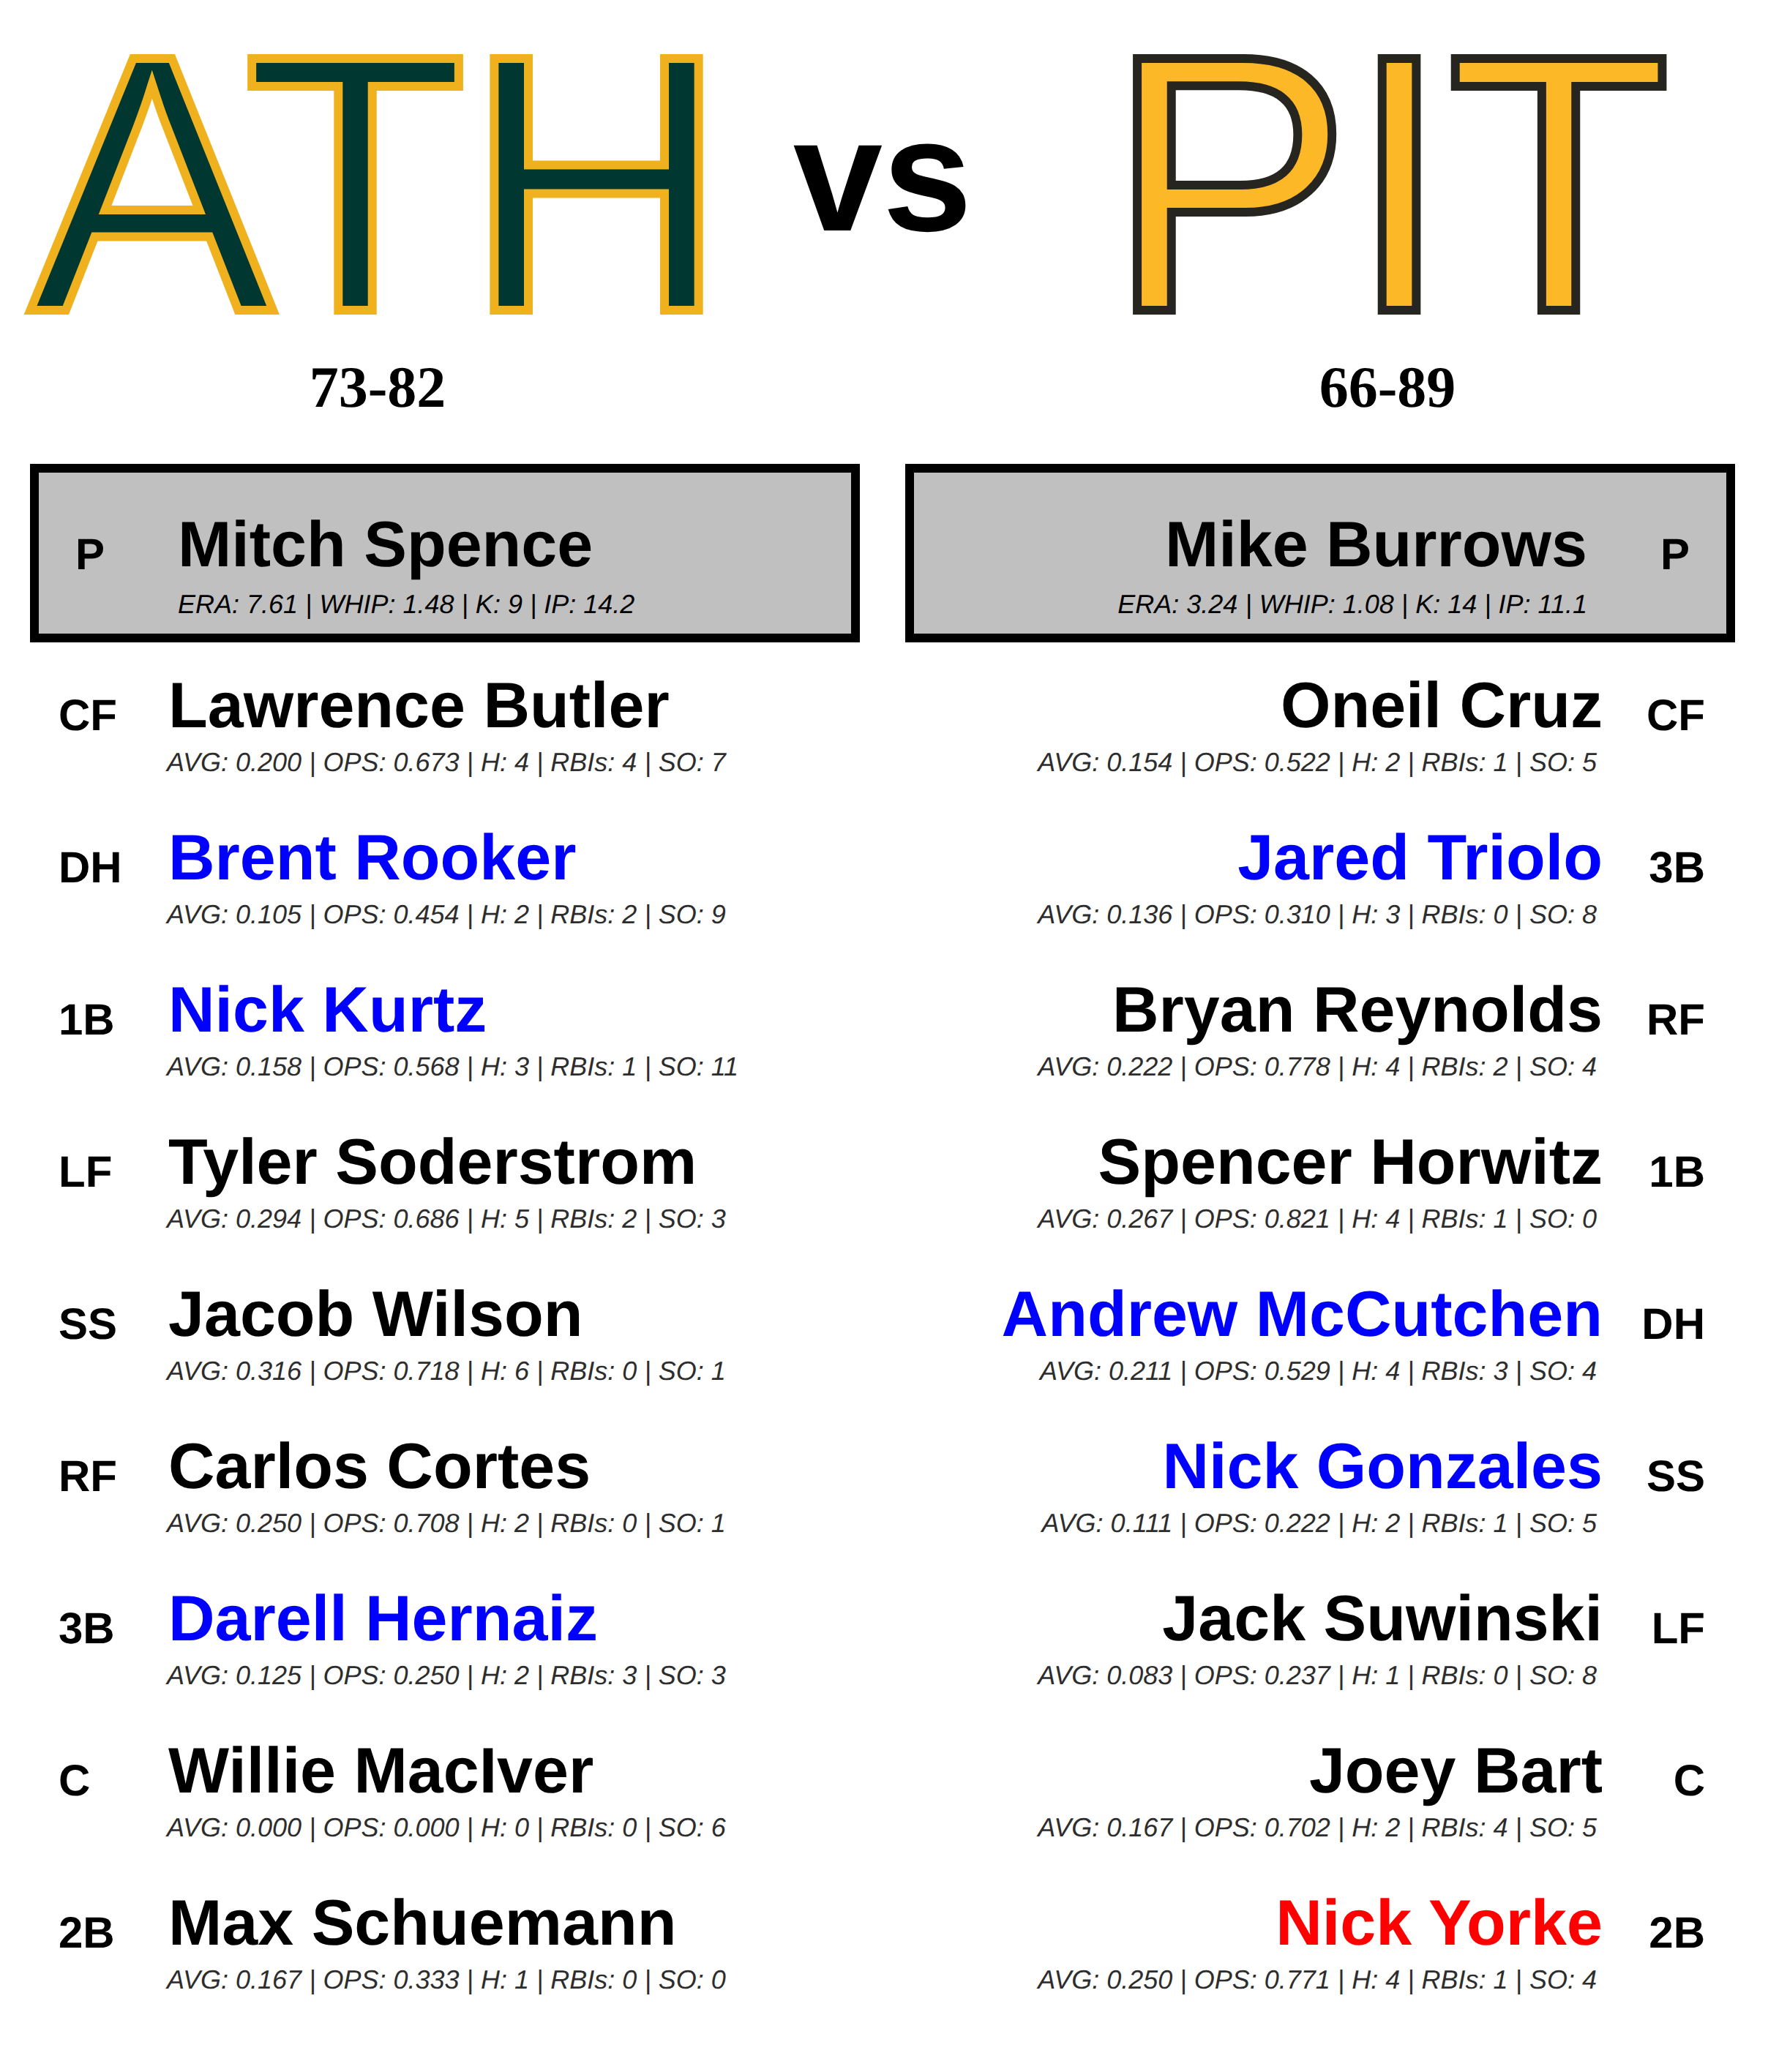 ATH vs PIT
73-82
66-89
P Mitch Spence
ERA: 7.61 | WHIP: 1.48 | K: 9 | IP: 14.2
Mike Burrows P
ERA: 3.24 | WHIP: 1.08 | K: 14 | IP: 11.1
CF Lawrence Butler
AVG: 0.200 | OPS: 0.673 | H: 4 | RBIs: 4 | SO: 7
DH Brent Rooker
AVG: 0.105 | OPS: 0.454 | H: 2 | RBIs: 2 | SO: 9
1B Nick Kurtz
AVG: 0.158 | OPS: 0.568 | H: 3 | RBIs: 1 | SO: 11
LF Tyler Soderstrom
AVG: 0.294 | OPS: 0.686 | H: 5 | RBIs: 2 | SO: 3
SS Jacob Wilson
AVG: 0.316 | OPS: 0.718 | H: 6 | RBIs: 0 | SO: 1
RF Carlos Cortes
AVG: 0.250 | OPS: 0.708 | H: 2 | RBIs: 0 | SO: 1
3B Darell Hernaiz
AVG: 0.125 | OPS: 0.250 | H: 2 | RBIs: 3 | SO: 3
C Willie MacIver
AVG: 0.000 | OPS: 0.000 | H: 0 | RBIs: 0 | SO: 6
2B Max Schuemann
AVG: 0.167 | OPS: 0.333 | H: 1 | RBIs: 0 | SO: 0
Oneil Cruz CF
AVG: 0.154 | OPS: 0.522 | H: 2 | RBIs: 1 | SO: 5
Jared Triolo 3B
AVG: 0.136 | OPS: 0.310 | H: 3 | RBIs: 0 | SO: 8
Bryan Reynolds RF
AVG: 0.222 | OPS: 0.778 | H: 4 | RBIs: 2 | SO: 4
Spencer Horwitz 1B
AVG: 0.267 | OPS: 0.821 | H: 4 | RBIs: 1 | SO: 0
Andrew McCutchen DH
AVG: 0.211 | OPS: 0.529 | H: 4 | RBIs: 3 | SO: 4
Nick Gonzales SS
AVG: 0.111 | OPS: 0.222 | H: 2 | RBIs: 1 | SO: 5
Jack Suwinski LF
AVG: 0.083 | OPS: 0.237 | H: 1 | RBIs: 0 | SO: 8
Joey Bart C
AVG: 0.167 | OPS: 0.702 | H: 2 | RBIs: 4 | SO: 5
Nick Yorke 2B
AVG: 0.250 | OPS: 0.771 | H: 4 | RBIs: 1 | SO: 4